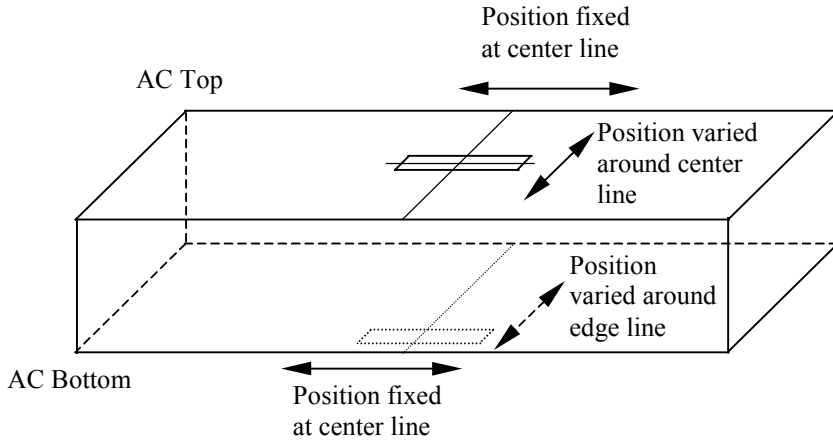 Position fixed
at center line
AC Top
Position varied
around center
line
Position
varied around
edge line
AC Bottom
Position fixed
at center line